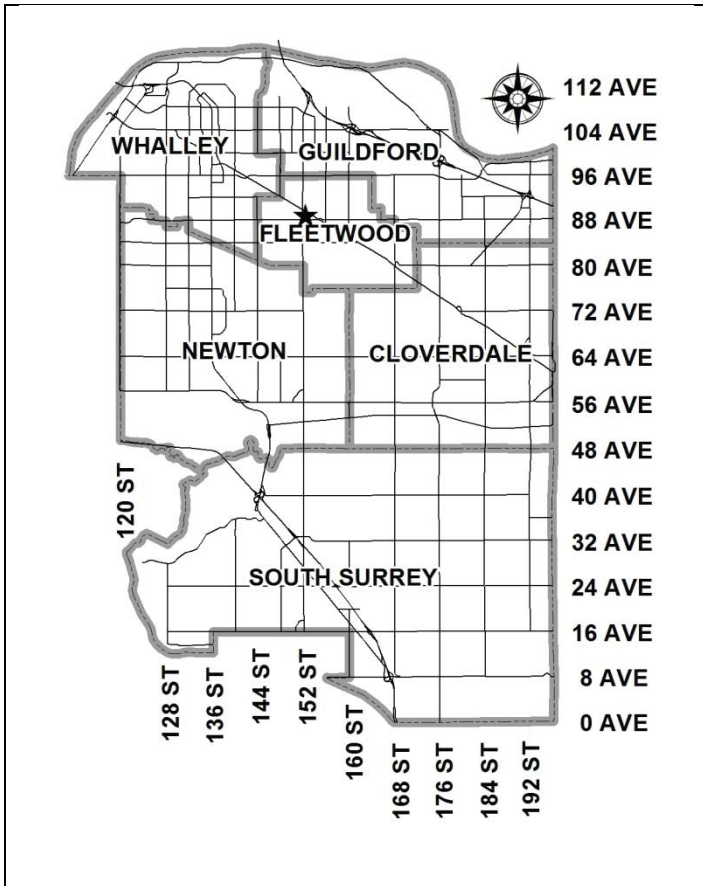 112 AVE
104 AVE
WHALLEY
GUILDFORD
96 AVE
88 AVE
FLEETWOOD
80 AVE
72 AVE
NEWTON
CLOVERDALE
64 AVE
56 AVE
48 AVE
120 ST
40 AVE
32 AVE
SOUTH SURREY
24 AVE
16 AVE
128 ST
136 ST
144 ST
152 ST
160 ST
8 AVE
0 AVE
168 ST
176 ST
184 ST
192 ST